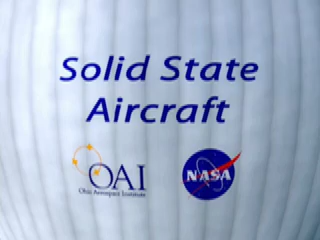 Solid State
Aircraft
OAI
Ohio Aerospace Institute
NASA